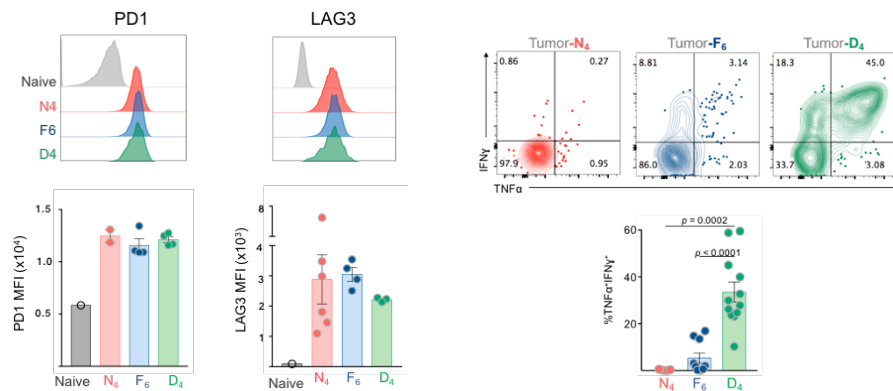 PD1
LAG3
Naive
N4
F6
D4
Tumor-N₄
Tumor-F₆
Tumor-D₄
0.86
0.27
97.9
0.95
8.81
3.14
86.0
2.03
18.3
45.0
33.7
3.08
IFNγ
TNFα
PD1 MFI (x10⁴)
1.5
1.0
0.5
Naive
N₄
F₆
D₄
LAG3 MFI (x10³)
8
6
4
3
2
1
0
Naive
N₄
F₆
D₄
%TNFα⁺IFNγ⁺
60
40
20
p = 0.0002
p < 0.0001
N₄
F₆
D₄